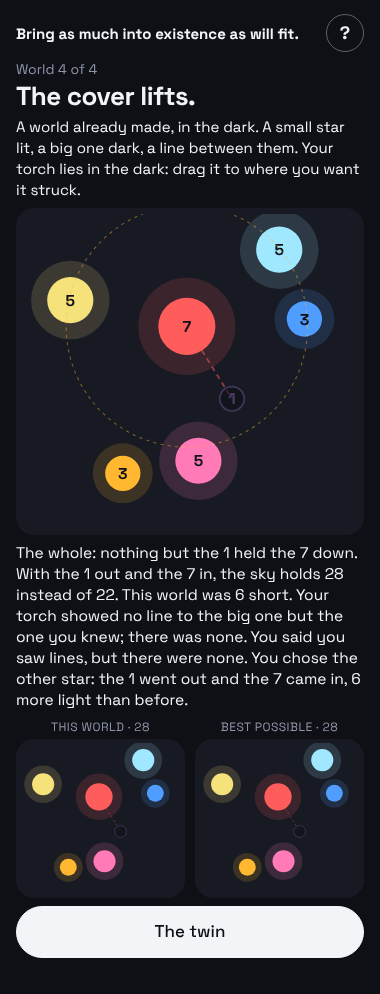 Bring as much into existence as will fit.
?
World 4 of 4
The cover lifts.
A world already made, in the dark. A small star
lit, a big one dark, a line between them. Your
torch lies in the dark: drag it to where you want
it struck.
5
5
3
7
1
5
3
The whole: nothing but the 1 held the 7 down.
With the 1 out and the 7 in, the sky holds 28
instead of 22. This world was 6 short. Your
torch showed no line to the big one but the
one you knew; there was none. You said you
saw lines, but there were none. You chose the
other star: the 1 went out and the 7 came in, 6
more light than before.
THIS WORLD · 28
BEST POSSIBLE · 28
The twin